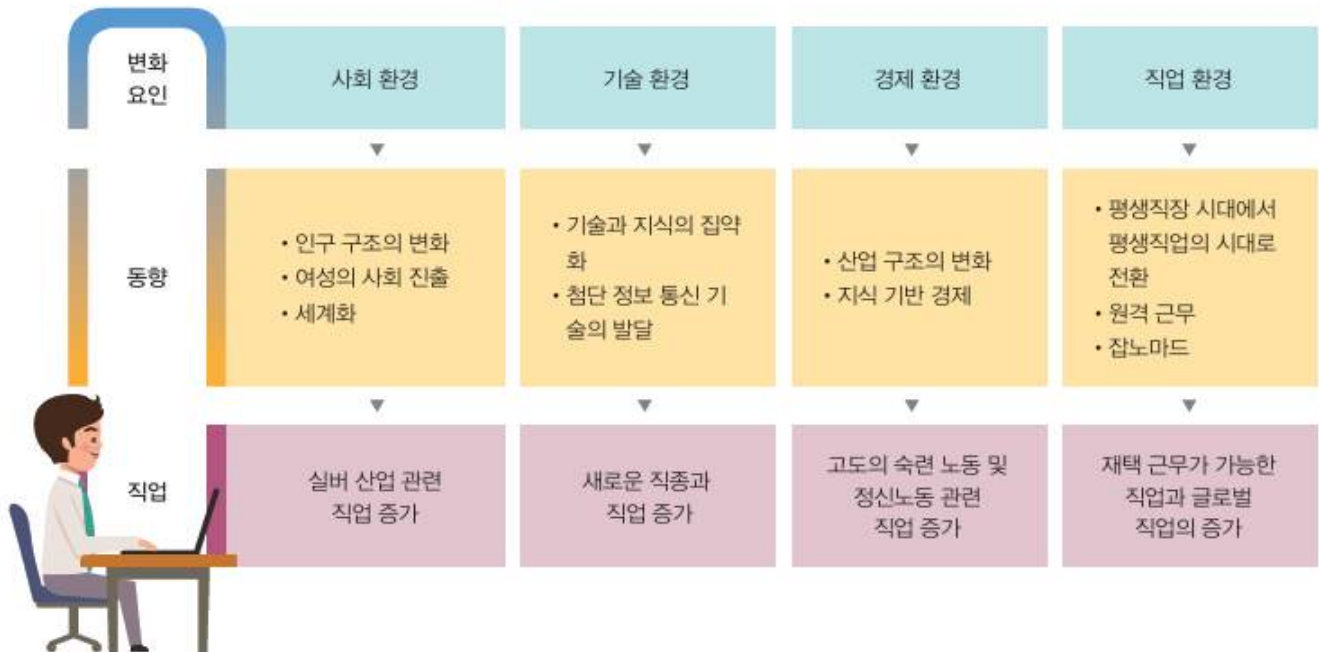 변화
요인
사회 환경
기술 환경
경제 환경
직업 환경
동향
• 인구 구조의 변화
• 여성의 사회 진출
• 세계화
• 기술과 지식의 집약
화
• 첨단 정보 통신 기
술의 발달
• 산업 구조의 변화
• 지식 기반 경제
• 평생직장 시대에서
평생직업의 시대로
전환
• 원격 근무
• 잡노마드
직업
실버 산업 관련
직업 증가
새로운 직종과
직업 증가
고도의 숙련 노동 및
정신노동 관련
직업 증가
재택 근무가 가능한
직업과 글로벌
직업의 증가